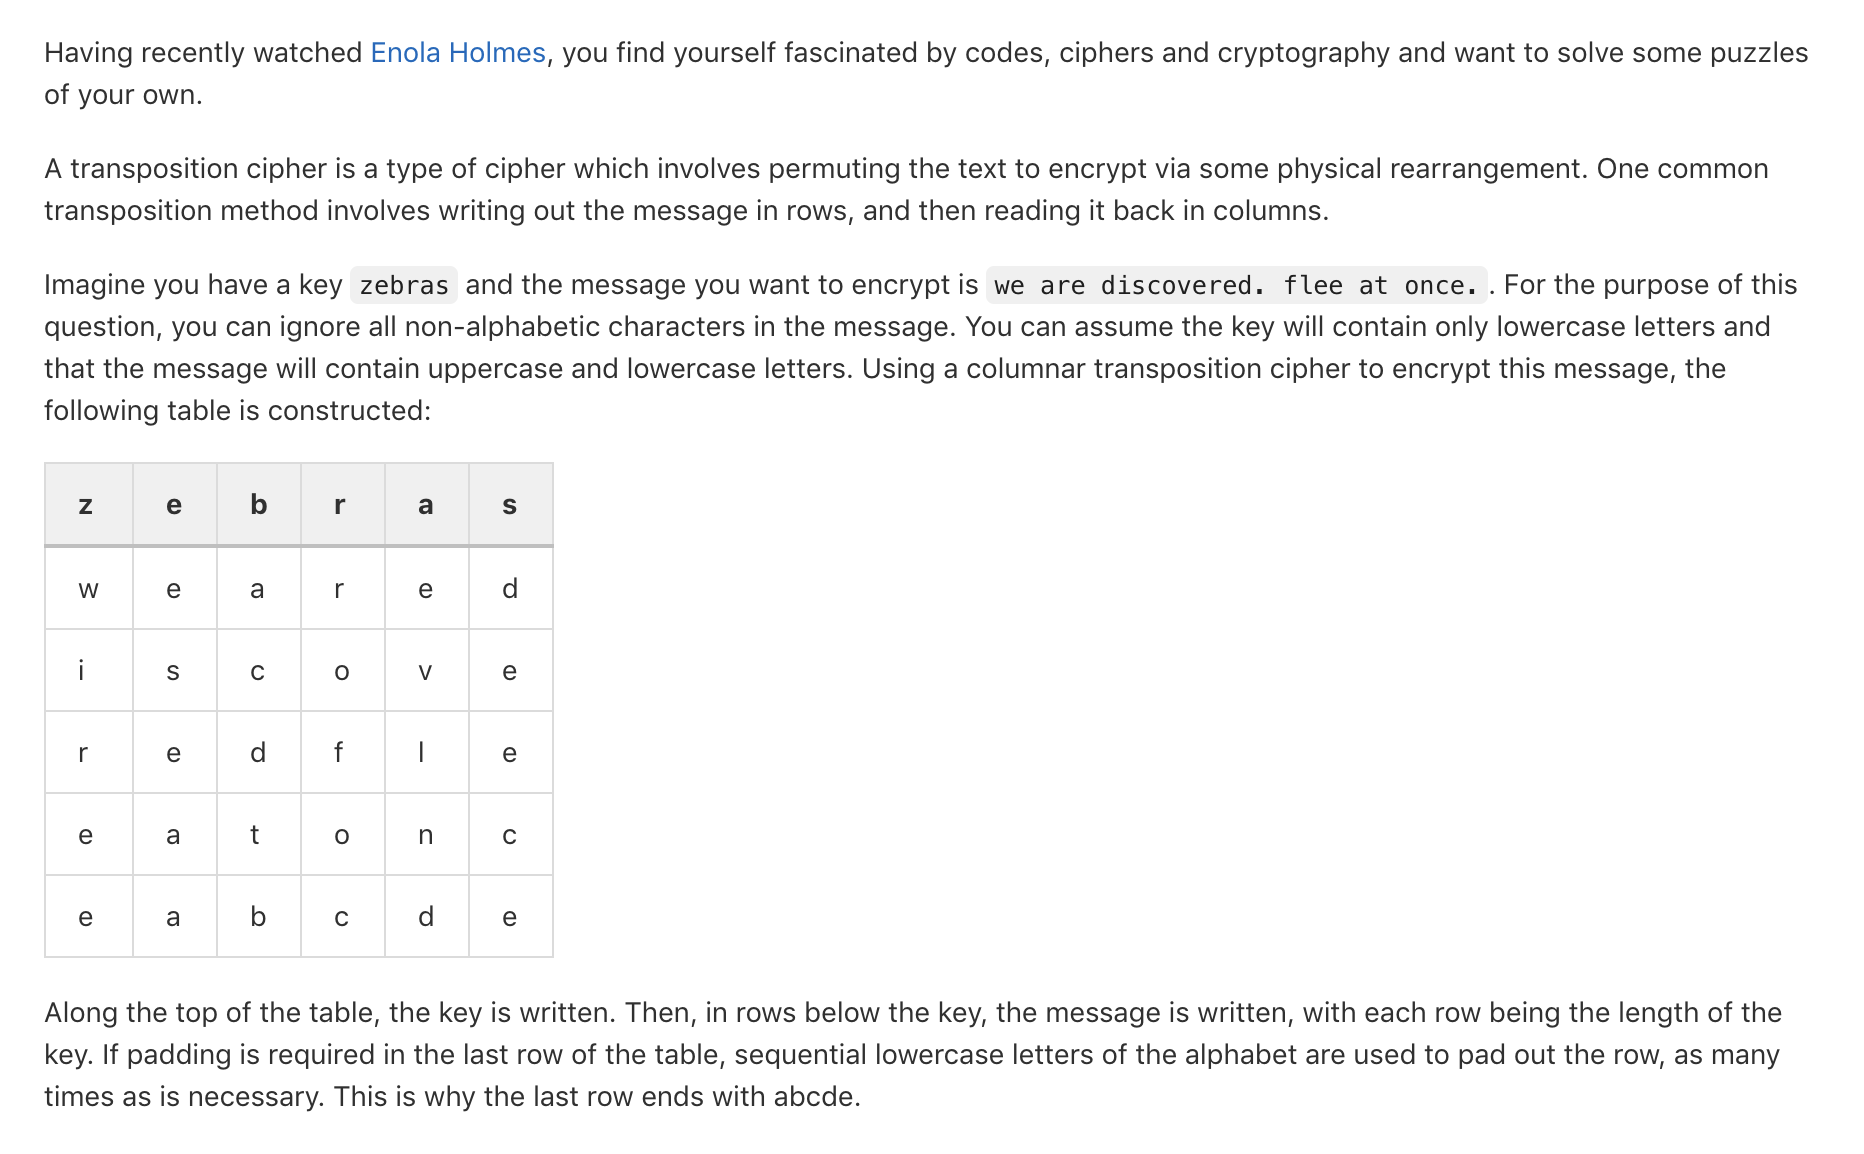 Having recently watched Enola Holmes, you find yourself fascinated by codes, ciphers and cryptography and want to solve some puzzles
of your own.
A transposition cipher is a type of cipher which involves permuting the text to encrypt via some physical rearrangement. One common
transposition method involves writing out the message in rows, and then reading it back in columns.
Imagine you have a key zebras and the message you want to encrypt is we are discovered. flee at once. . For the purpose of this
question, you can ignore all non-alphabetic characters in the message. You can assume the key will contain only lowercase letters and
that the message will contain uppercase and lowercase letters. Using a columnar transposition cipher to encrypt this message, the
following table is constructed:
z e b r a s
w e a r e d
i s c o v e
r e d f l e
e a t o n c
e a b c d e
Along the top of the table, the key is written. Then, in rows below the key, the message is written, with each row being the length of the
key. If padding is required in the last row of the table, sequential lowercase letters of the alphabet are used to pad out the row, as many
times as is necessary. This is why the last row ends with abcde.